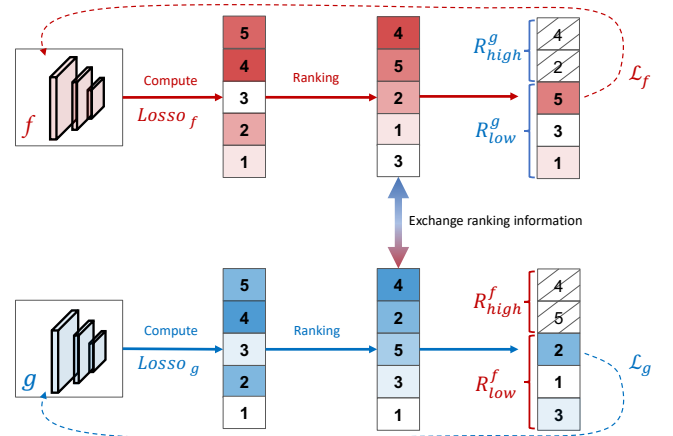 f
Compute
Losso f
5
4
3
2
1
Ranking
4
5
2
1
3
R^g_high
R^g_low
4
2
5
3
1
L_f
Exchange ranking information
g
Compute
Losso g
5
4
3
2
1
Ranking
4
2
5
3
1
R^f_high
R^f_low
4
5
2
1
3
L_g